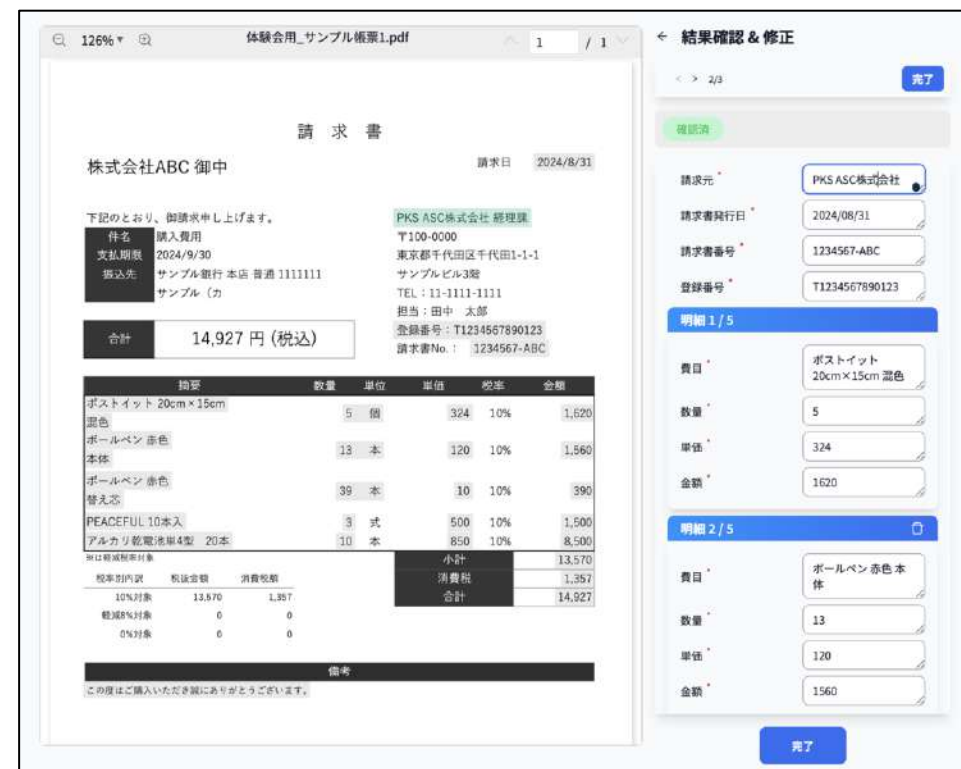 126% 体験会用_サンプル帳票1.pdf 1 / 1
請 求 書
株式会社ABC 御中
請求日 2024/8/31
下記のとおり、御請求申し上げます。
件名 購入費用
支払期限 2024/9/30
振込先 サンプル銀行 本店 普通 1111111
サンプル（カ
合計 14,927 円 (税込)
PKS ASC株式会社 経理課
〒100-0000
東京都千代田区千代田1-1-1
サンプルビル3階
TEL：11-1111-1111
担当：田中 太郎
登録番号：T1234567890123
請求書No.： 1234567-ABC
摘要 数量 単位 単価 税率 金額
ポストイット 20cm×15cm
混色 5 個 324 10% 1,620
ボールペン 赤色
本体 13 本 120 10% 1,560
ボールペン 赤色
替え芯 39 本 10 10% 390
PEACEFUL 10本入 3 式 500 10% 1,500
アルカリ乾電池単4型 20本 10 本 850 10% 8,500
※は軽減税率対象
小計 13,570
消費税 1,357
合計 14,927
税率別内訳 税抜金額 消費税額
10%対象 13,570 1,357
軽減8%対象 0 0
0%対象 0 0
備考
この度はご購入いただき誠にありがとうございます。
← 結果確認 & 修正
< > 2/3 完了
確認済
請求元* PKS ASC株式会社
請求書発行日* 2024/08/31
請求書番号* 1234567-ABC
登録番号* T1234567890123
明細 1 / 5
費目* ポストイット
20cm×15cm 混色
数量* 5
単価* 324
金額* 1620
明細 2 / 5
費目* ボールペン 赤色 本
体
数量* 13
単価* 120
金額* 1560
完了